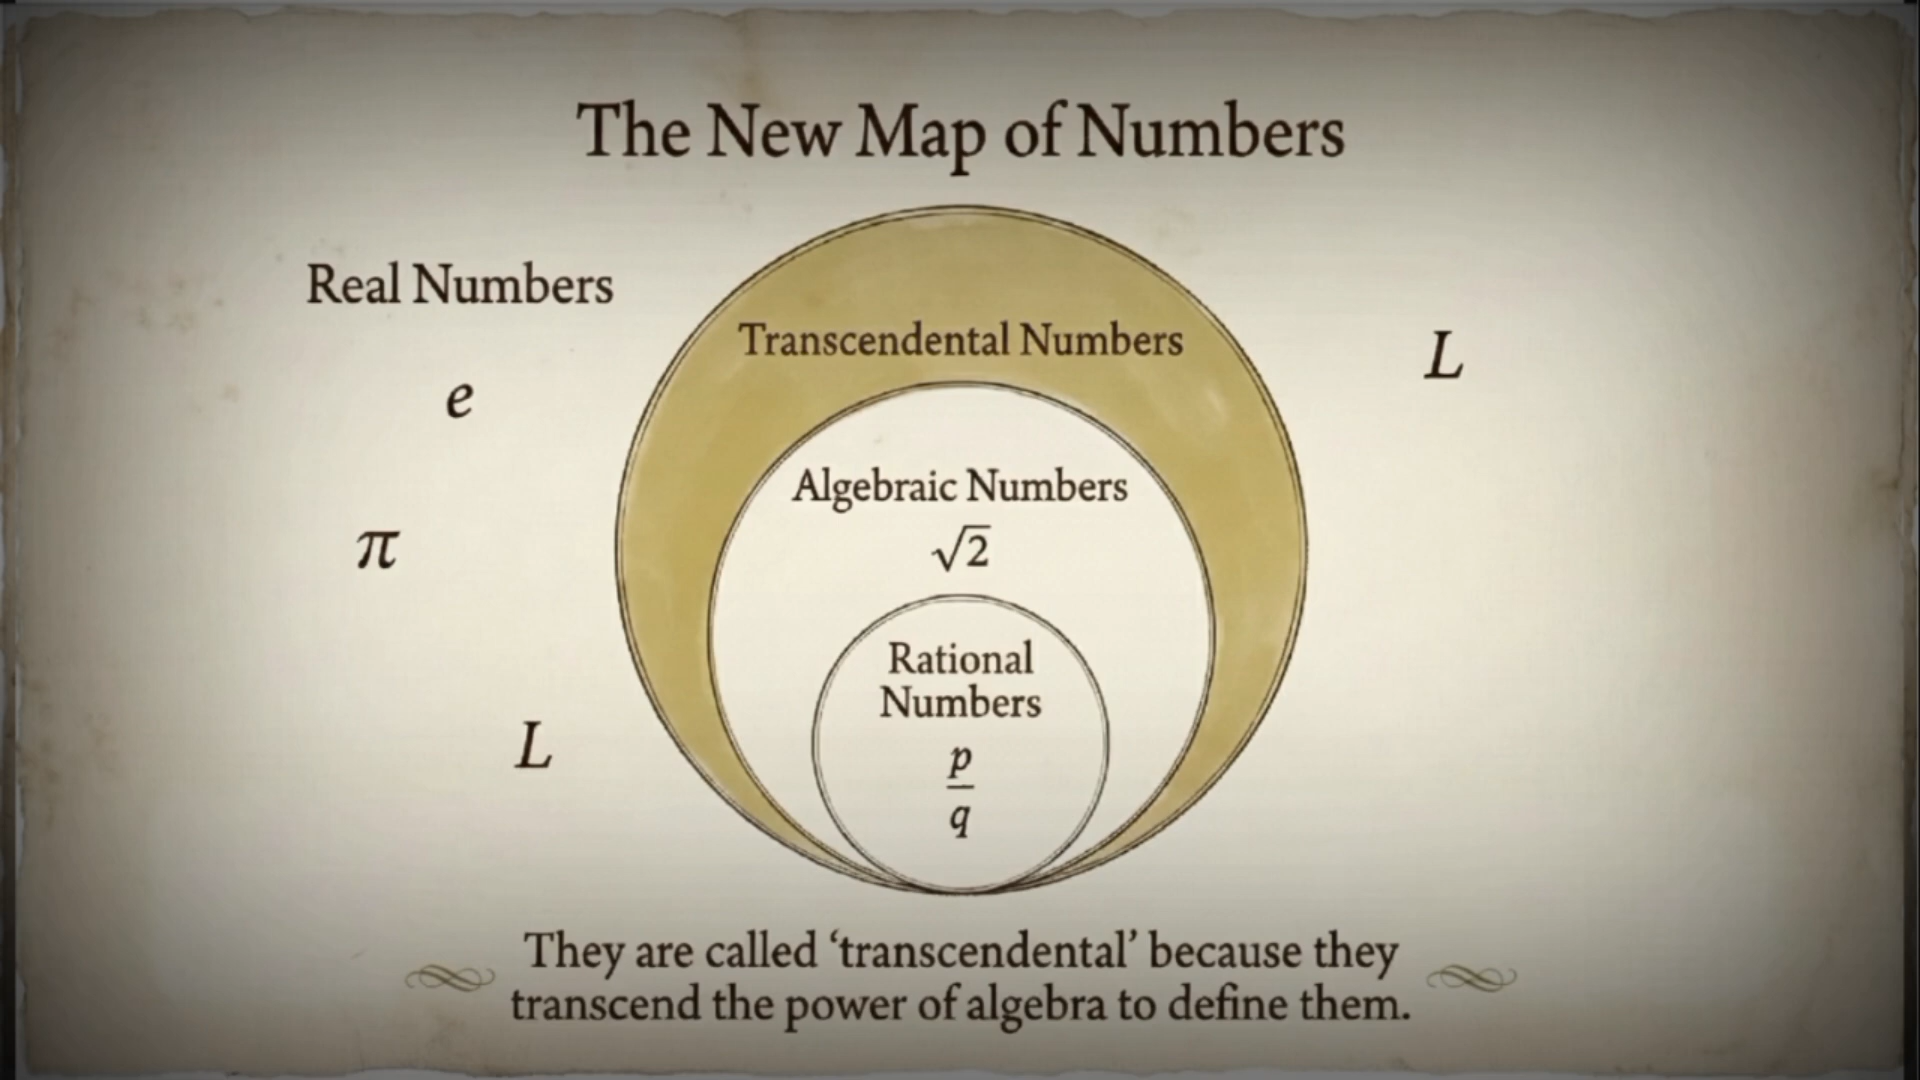 The New Map of Numbers
Real Numbers
Transcendental Numbers
L
e
Algebraic Numbers
√2
π
Rational
Numbers
L
p
q
They are called ‘transcendental’ because they
transcend the power of algebra to define them.